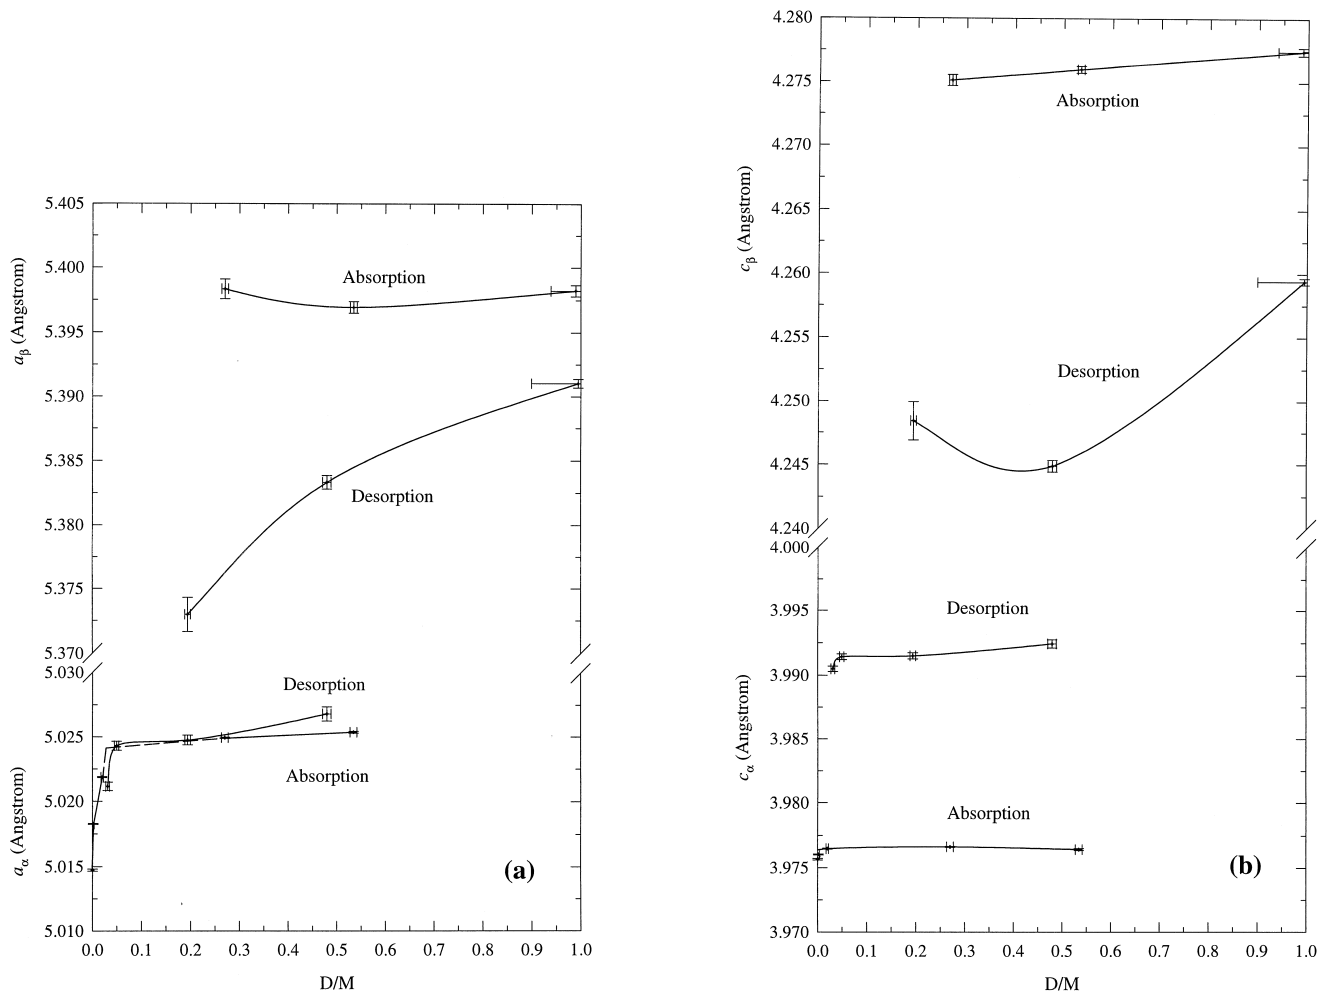 5.405
5.400
5.395
5.390
5.385
5.380
5.375
5.370
5.030
5.025
5.020
5.015
5.010
aβ (Angstrom)
aα (Angstrom)
Absorption
Desorption
Desorption
Absorption
(a)
0.0 0.1 0.2 0.3 0.4 0.5 0.6 0.7 0.8 0.9 1.0
D/M
4.280
4.275
4.270
4.265
4.260
4.255
4.250
4.245
4.240
4.000
3.995
3.990
3.985
3.980
3.975
3.970
cβ (Angstrom)
cα (Angstrom)
Absorption
Desorption
Desorption
Absorption
(b)
0.0 0.1 0.2 0.3 0.4 0.5 0.6 0.7 0.8 0.9 1.0
D/M